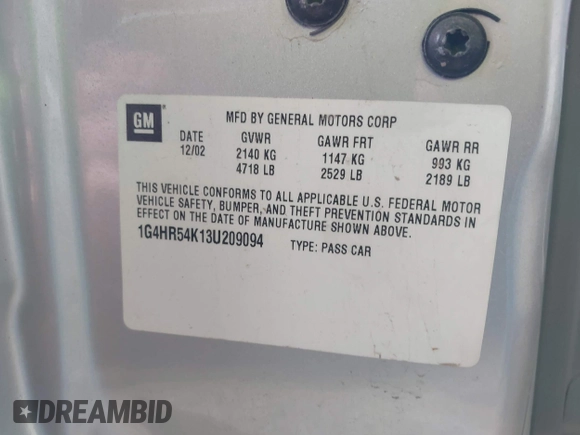 GM
MFD BY GENERAL MOTORS CORP
DATE GVWR GAWR FRT GAWR RR
12/02 2140 KG 1147 KG 993 KG
4718 LB 2529 LB 2189 LB
THIS VEHICLE CONFORMS TO ALL APPLICABLE U.S. FEDERAL MOTOR
VEHICLE SAFETY, BUMPER, AND THEFT PREVENTION STANDARDS IN
EFFECT ON THE DATE OF MANUFACTURE SHOWN ABOVE.
1G4HR54K13U209094 TYPE: PASS CAR
DREAMBID